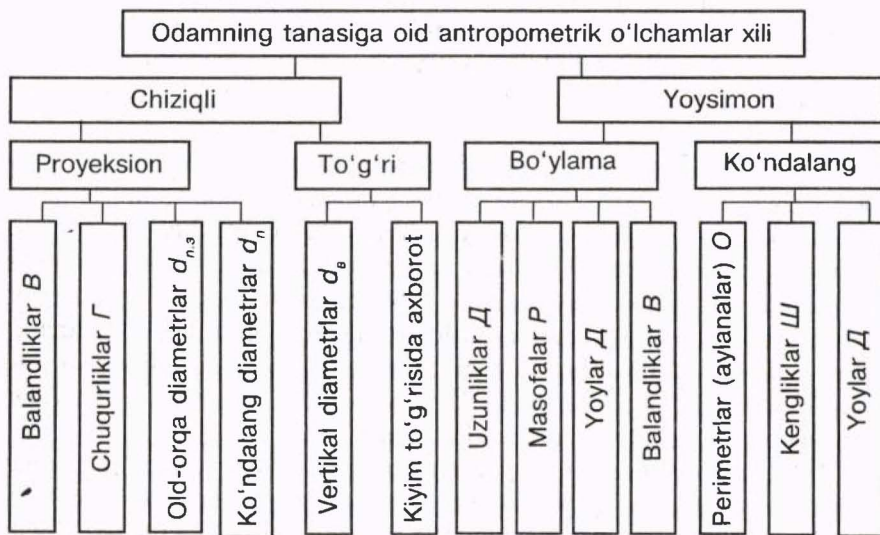 Odamning tanasiga oid antropometrik o‘lchamlar xili
Chiziqli
Yoysimon
Proyeksion
To‘g‘ri
Bo‘ylama
Ko‘ndalang
Balandliklar В
Chuqurliklar Г
Old-orqa diametrlar dп.з
Ko‘ndalang diametrlar dп
Vertikal diametrlar dв
Kiyim to‘g‘risida axborot
Uzunliklar Д
Masofalar Р
Yoylar Д
Balandliklar В
Perimetrlar (aylanalar) О
Kengliklar Ш
Yoylar Д